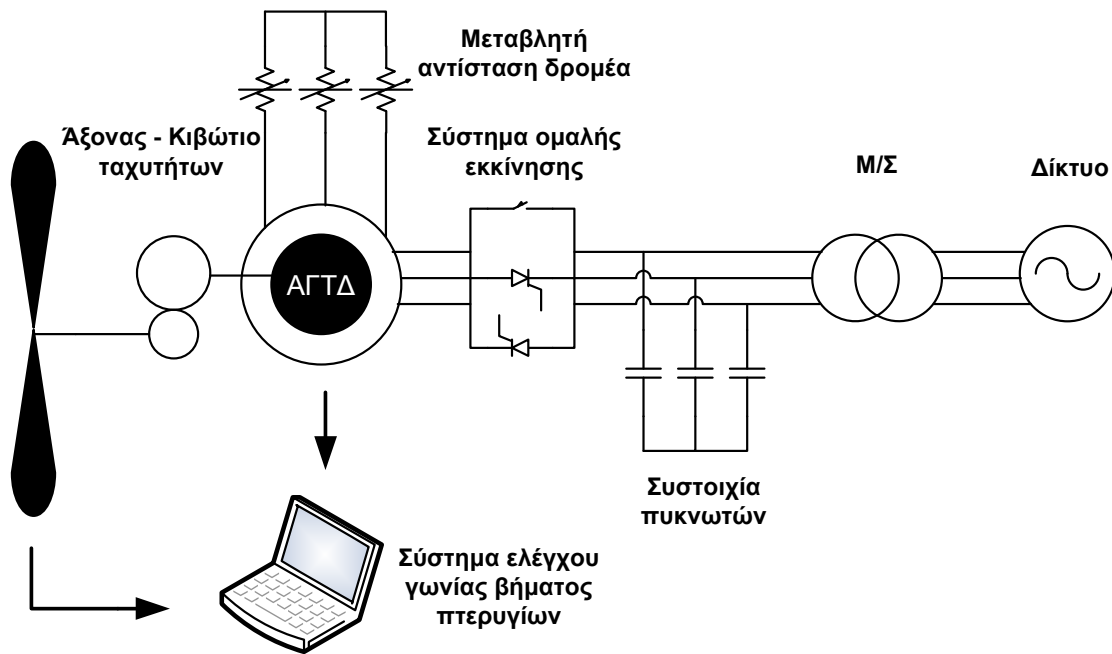 Μεταβλητή
αντίσταση δρομέα
Άξονας - Κιβώτιο
ταχυτήτων
Σύστημα ομαλής
εκκίνησης
Μ/Σ
Δίκτυο
ΑΓΤΔ
Συστοιχία
πυκνωτών
Σύστημα ελέγχου
γωνίας βήματος
πτερυγίων